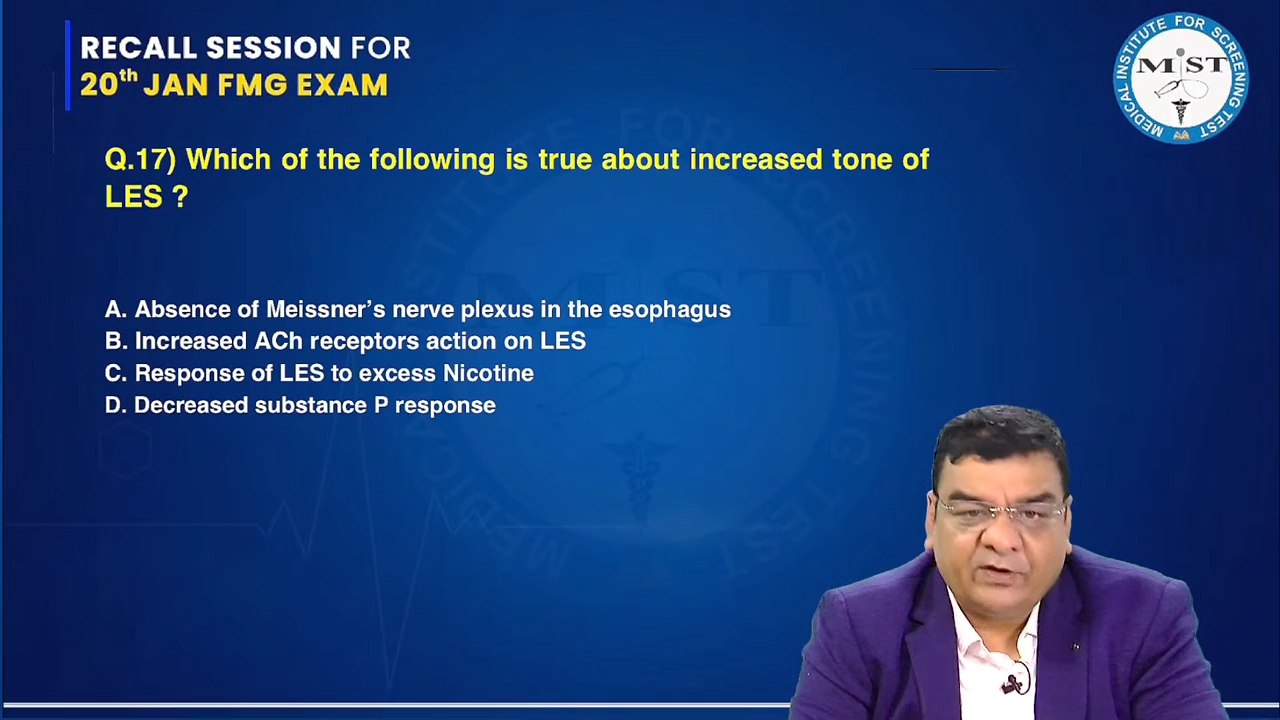 RECALL SESSION FOR
20th JAN FMG EXAM
MEDICAL INSTITUTE FOR SCREENING TEST
MIST
Q.17) Which of the following is true about increased tone of
LES ?
A. Absence of Meissner's nerve plexus in the esophagus
B. Increased ACh receptors action on LES
C. Response of LES to excess Nicotine
D. Decreased substance P response